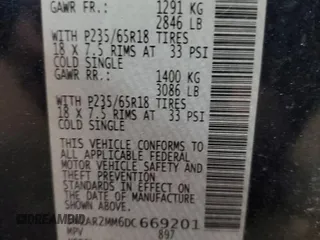 GAWR FR.: 1291 KG
2846 LB
WITH P235/65R18 TIRES
18 X 7.5 RIMS AT 33 PSI
COLD SINGLE
GAWR RR.: 1400 KG
3086 LB
WITH P235/65R18 TIRES
18 X 7.5 RIMS AT 33 PSI
COLD SINGLE
THIS VEHICLE CONFORMS TO
ALL APPLICABLE FEDERAL
MOTOR VEHICLE SAFETY AND
THEFT PREVENTION
STANDARDS IN EFFECT ON
THE DATE OF MANUFACTURE
SHOWN ABOVE.
669201
MPV 897